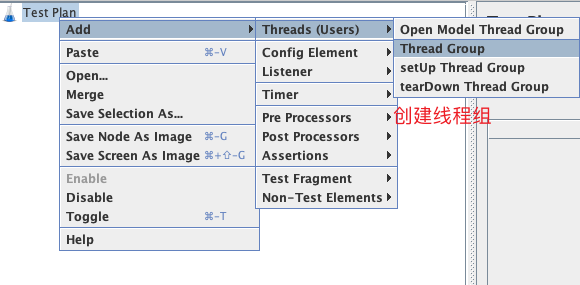 Test Plan
Add
Paste ⌘-V
Open...
Merge
Save Selection As...
Save Node As Image ⌘-G
Save Screen As Image ⌘+⇧-G
Enable
Disable
Toggle ⌘-T
Help
Threads (Users)
Config Element
Listener
Timer
Pre Processors
Post Processors
Assertions
Test Fragment
Non-Test Elements
Open Model Thread Group
Thread Group
setUp Thread Group
tearDown Thread Group
创建线程组